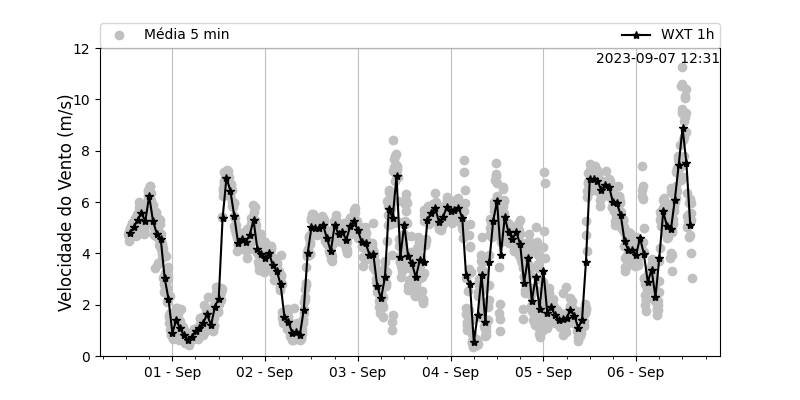 Média 5 min
WXT 1h
2023-09-07 12:31
Velocidade do Vento (m/s)
12
10
8
6
4
2
0
01 - Sep
02 - Sep
03 - Sep
04 - Sep
05 - Sep
06 - Sep